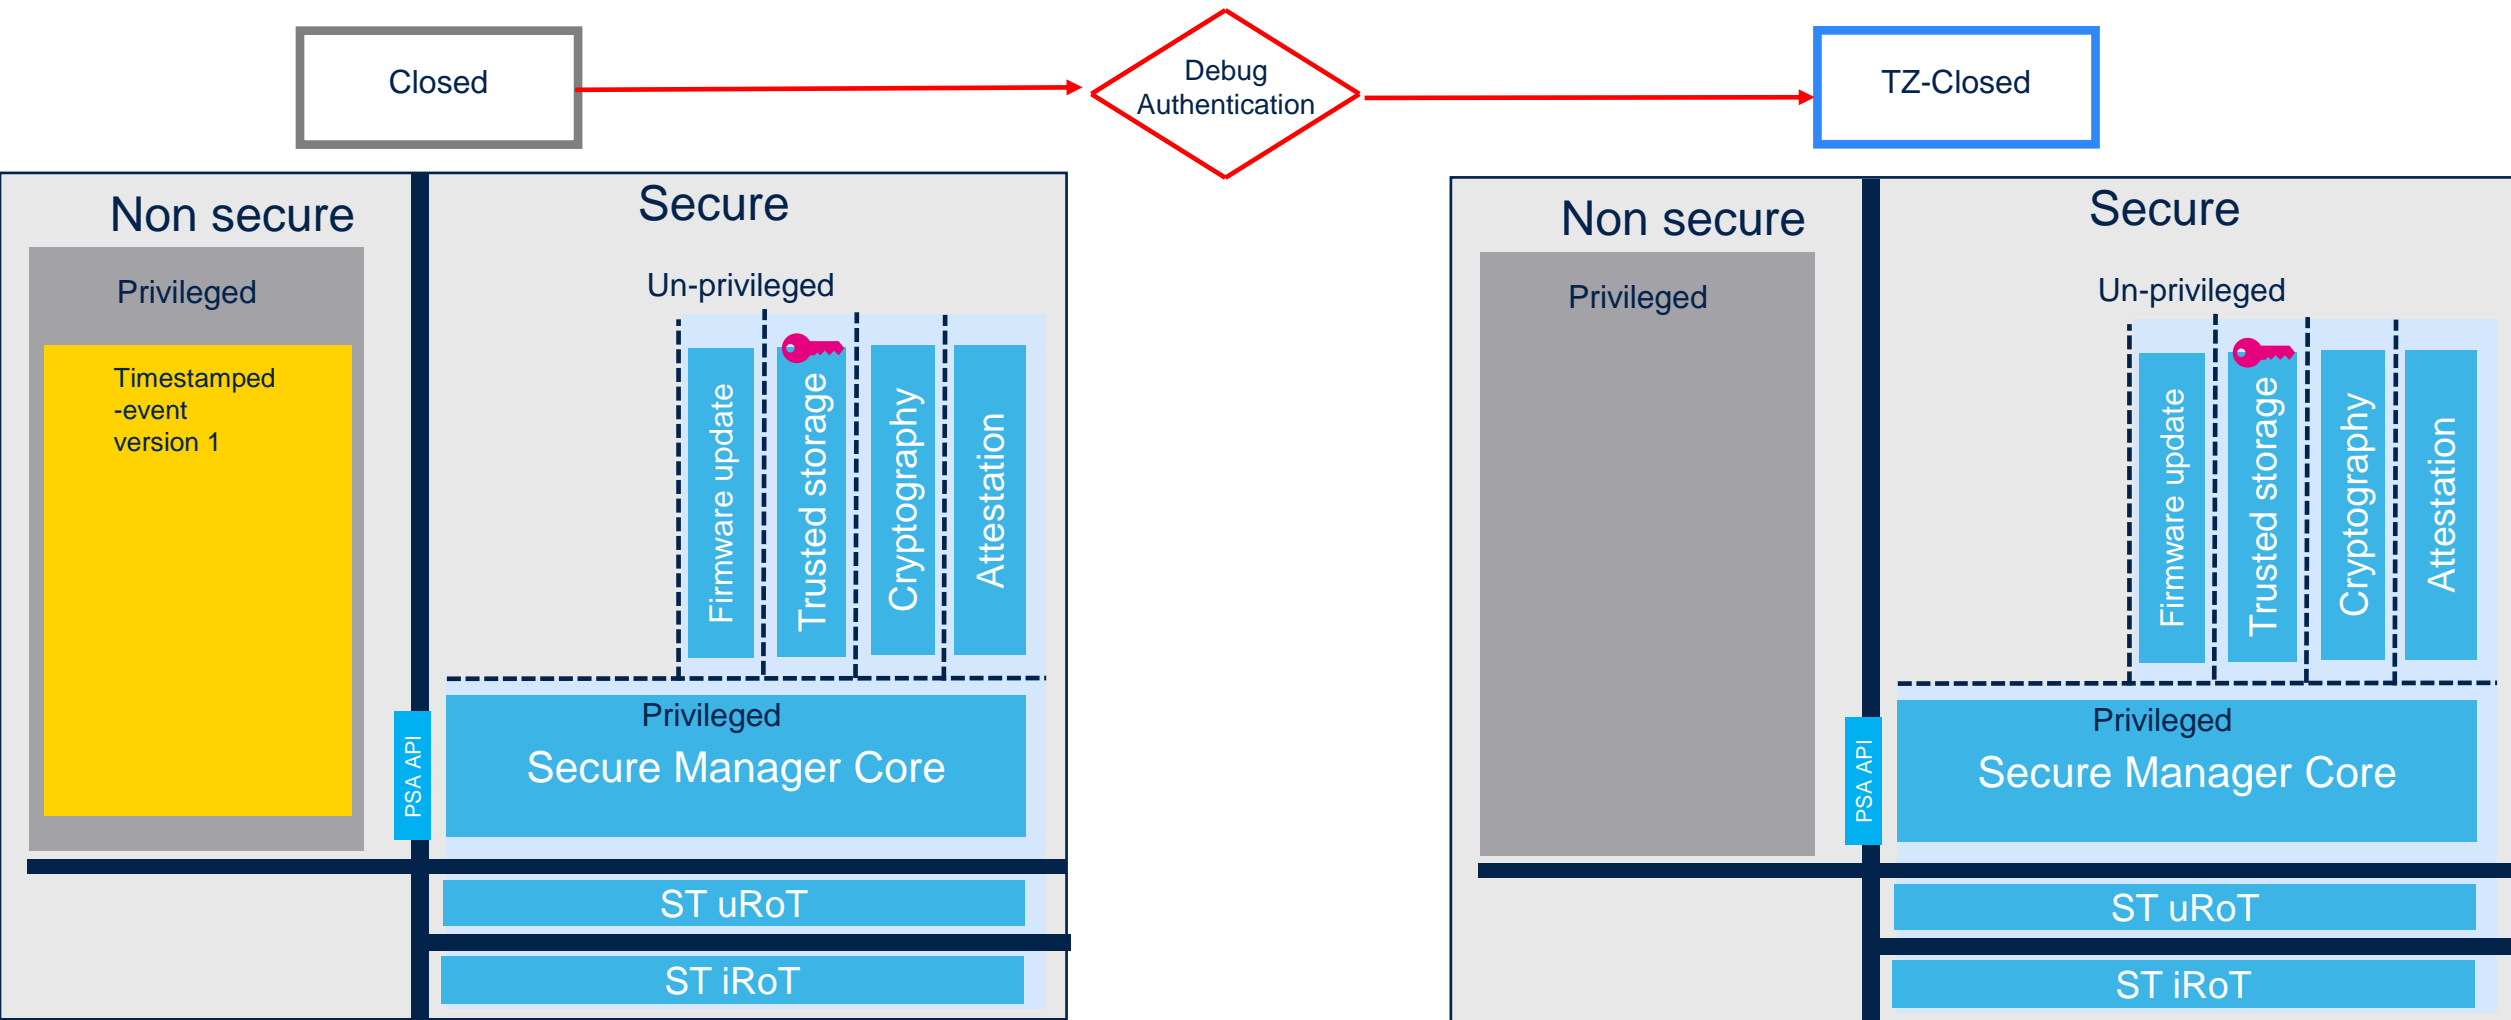 Closed
Debug
Authentication
TZ-Closed
Non secure
Secure
Privileged
Un-privileged
Timestamped
-event
version 1
Firmware update
Trusted storage
Cryptography
Attestation
PSA API
Privileged
Secure Manager Core
ST uRoT
ST iRoT
Non secure
Secure
Privileged
Un-privileged
Firmware update
Trusted storage
Cryptography
Attestation
PSA API
Privileged
Secure Manager Core
ST uRoT
ST iRoT